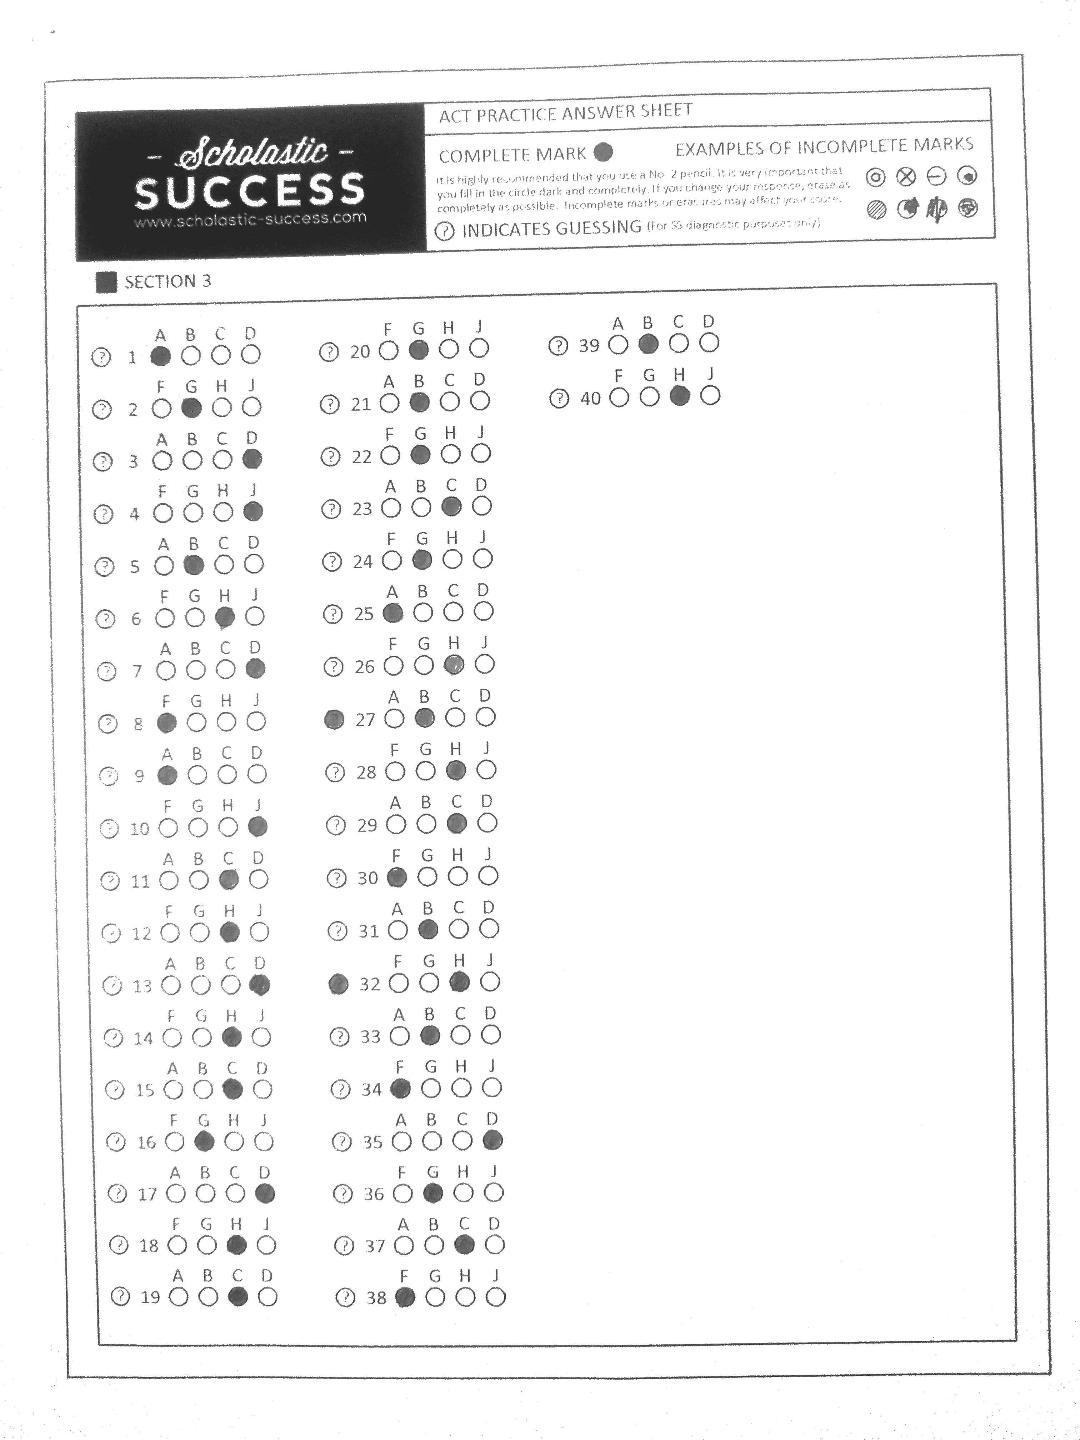 - Scholastic -
SUCCESS
www.scholastic-success.com
ACT PRACTICE ANSWER SHEET
COMPLETE MARK
EXAMPLES OF INCOMPLETE MARKS
It is highly recommended that you use a No. 2 pencil. It is very important that
you fill in the circle dark and completely. If you change your response, erase as
completely as possible. Incomplete marks or erasures may affect your score.
? INDICATES GUESSING (For SS diagnostic purposes only)
SECTION 3
A B C D
? 1
F G H J
? 2
A B C D
? 3
F G H J
? 4
A B C D
? 5
F G H J
? 6
A B C D
? 7
F G H J
? 8
A B C D
? 9
F G H J
? 10
A B C D
? 11
F G H J
? 12
A B C D
? 13
F G H J
? 14
A B C D
? 15
F G H J
? 16
A B C D
? 17
F G H J
? 18
A B C D
? 19
F G H J
? 20
A B C D
? 21
F G H J
? 22
A B C D
? 23
F G H J
? 24
A B C D
? 25
F G H J
? 26
A B C D
27
F G H J
? 28
A B C D
? 29
F G H J
? 30
A B C D
? 31
F G H J
32
A B C D
? 33
F G H J
? 34
A B C D
? 35
F G H J
? 36
A B C D
? 37
F G H J
? 38
A B C D
? 39
F G H J
? 40